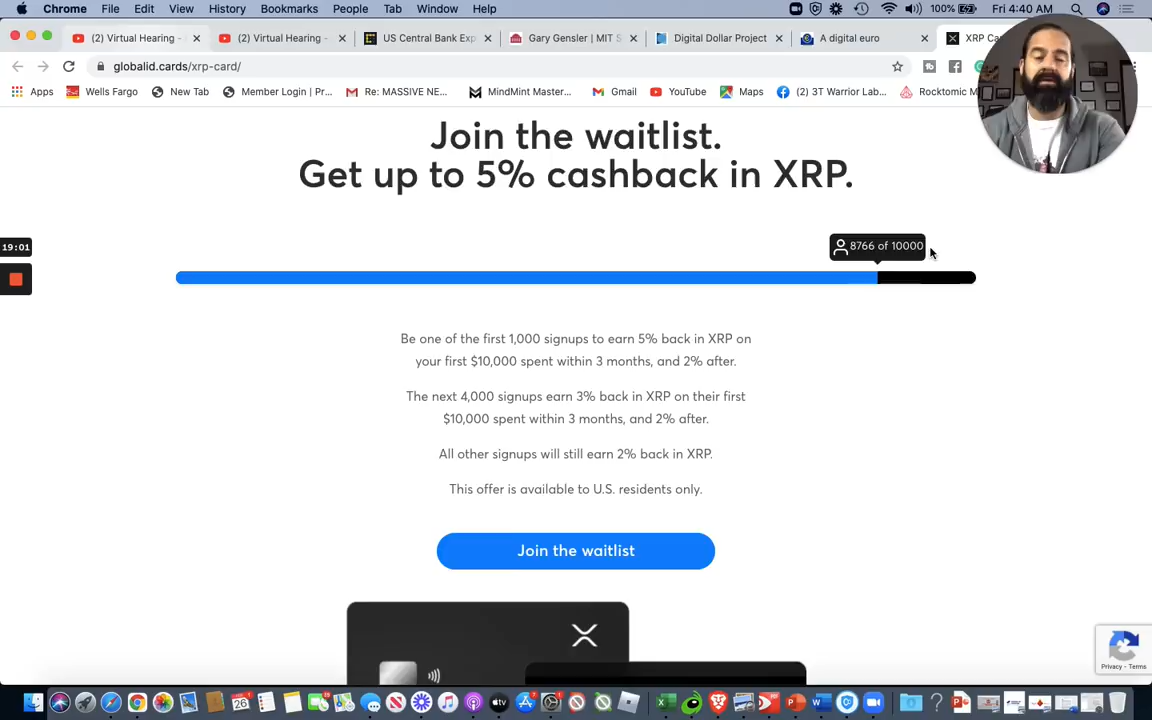 Chrome File Edit View History Bookmarks People Tab Window Help 100% Fri 4:40 AM
(2) Virtual Hearing - (2) Virtual Hearing - US Central Bank Exp Gary Gensler | MIT S Digital Dollar Project A digital euro XRP Ca
globalid.cards/xrp-card/
Apps Wells Fargo New Tab Member Login | Pr... Re: MASSIVE NE... MindMint Master... Gmail YouTube Maps (2) 3T Warrior Lab... Rocktomic M
Join the waitlist.
Get up to 5% cashback in XRP.
19:01
8766 of 10000
Be one of the first 1,000 signups to earn 5% back in XRP on
your first $10,000 spent within 3 months, and 2% after.
The next 4,000 signups earn 3% back in XRP on their first
$10,000 spent within 3 months, and 2% after.
All other signups will still earn 2% back in XRP.
This offer is available to U.S. residents only.
Join the waitlist
Privacy - Terms